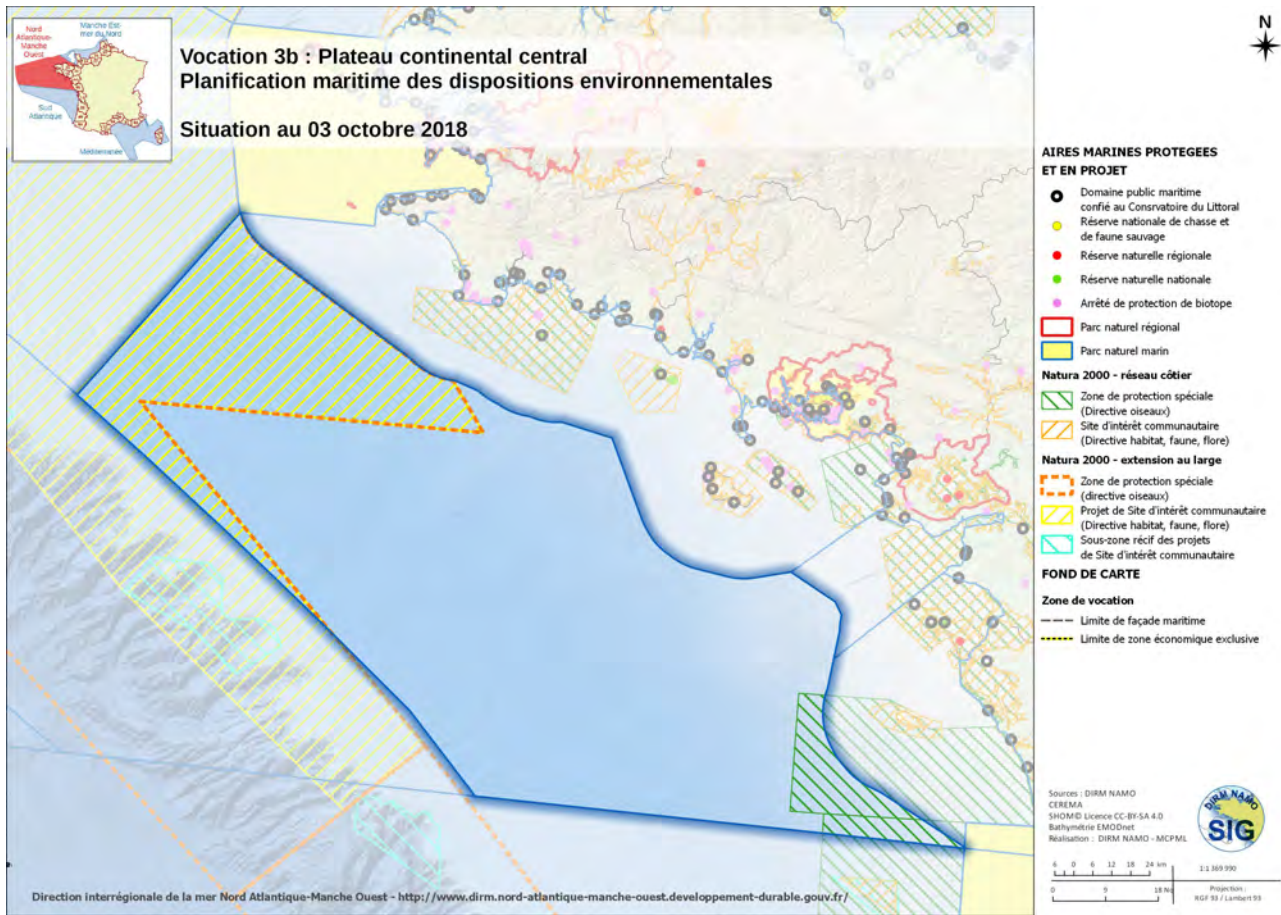 Nord
Atlantique-
Manche
Ouest
Manche Est-
mer du Nord
Sud
Atlantique
Méditerranée
Vocation 3b : Plateau continental central
Planification maritime des dispositions environnementales
Situation au 03 octobre 2018
N
AIRES MARINES PROTEGEES
ET EN PROJET
Domaine public maritime
confié au Consrvatoire du Littoral
Réserve nationale de chasse et
de faune sauvage
Réserve naturelle régionale
Réserve naturelle nationale
Arrêté de protection de biotope
Parc naturel régional
Parc naturel marin
Natura 2000 - réseau côtier
Zone de protection spéciale
(Directive oiseaux)
Site d'intérêt communautaire
(Directive habitat, faune, flore)
Natura 2000 - extension au large
Zone de protection spéciale
(directive oiseaux)
Projet de Site d'intérêt communautaire
(Directive habitat, faune, flore)
Sous-zone récif des projets
de Site d'intérêt communautaire
FOND DE CARTE
Zone de vocation
Limite de façade maritime
Limite de zone économique exclusive
Sources : DIRM NAMO
CEREMA
SHOM© Licence CC-BY-SA 4.0
Bathymétrie EMODnet
Réalisation : DIRM NAMO - MCPML
DIRM NAMO
SIG
6 0 6 12 18 24 km
0 9 18 Nq
1:1 369 990
Projection :
RGF 93 / Lambert 93
Direction interrégionale de la mer Nord Atlantique-Manche Ouest - http://www.dirm.nord-atlantique-manche-ouest.developpement-durable.gouv.fr/